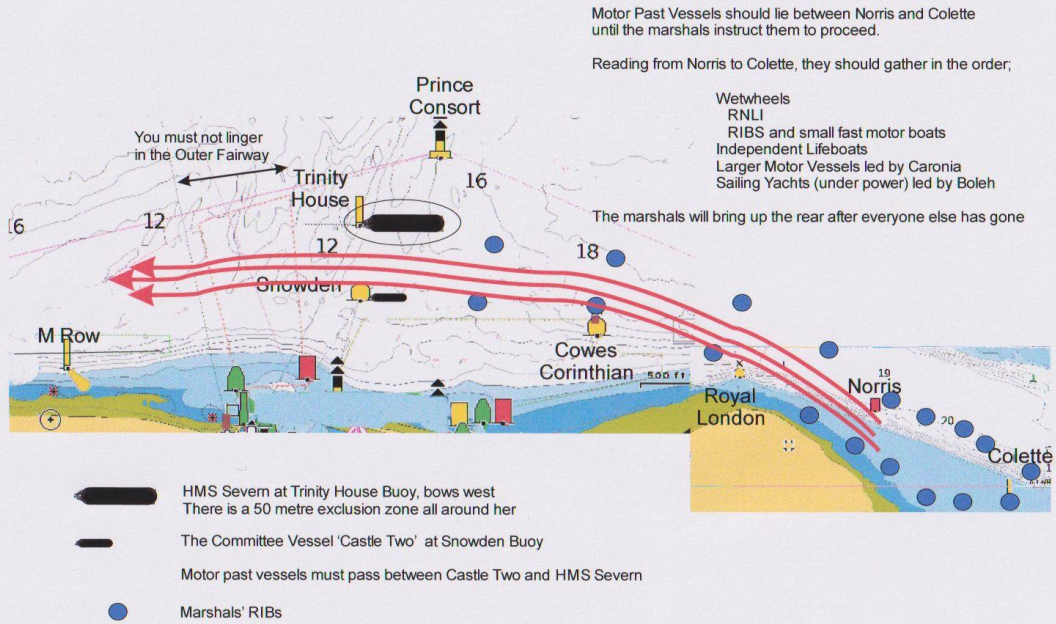 Motor Past Vessels should lie between Norris and Colette
until the marshals instruct them to proceed.
Reading from Norris to Colette, they should gather in the order;
Wetwheels
RNLI
RIBS and small fast motor boats
Independent Lifeboats
Larger Motor Vessels led by Caronia
Sailing Yachts (under power) led by Boleh
The marshals will bring up the rear after everyone else has gone
Prince
Consort
You must not linger
in the Outer Fairway
Trinity
House
16
16
12
12
18
Snowden
M Row
Cowes
Corinthian
500 ft
Royal
London
19
Norris
20
Colette
HMS Severn at Trinity House Buoy, bows west
There is a 50 metre exclusion zone all around her
The Committee Vessel 'Castle Two' at Snowden Buoy
Motor past vessels must pass between Castle Two and HMS Severn
Marshals' RIBs